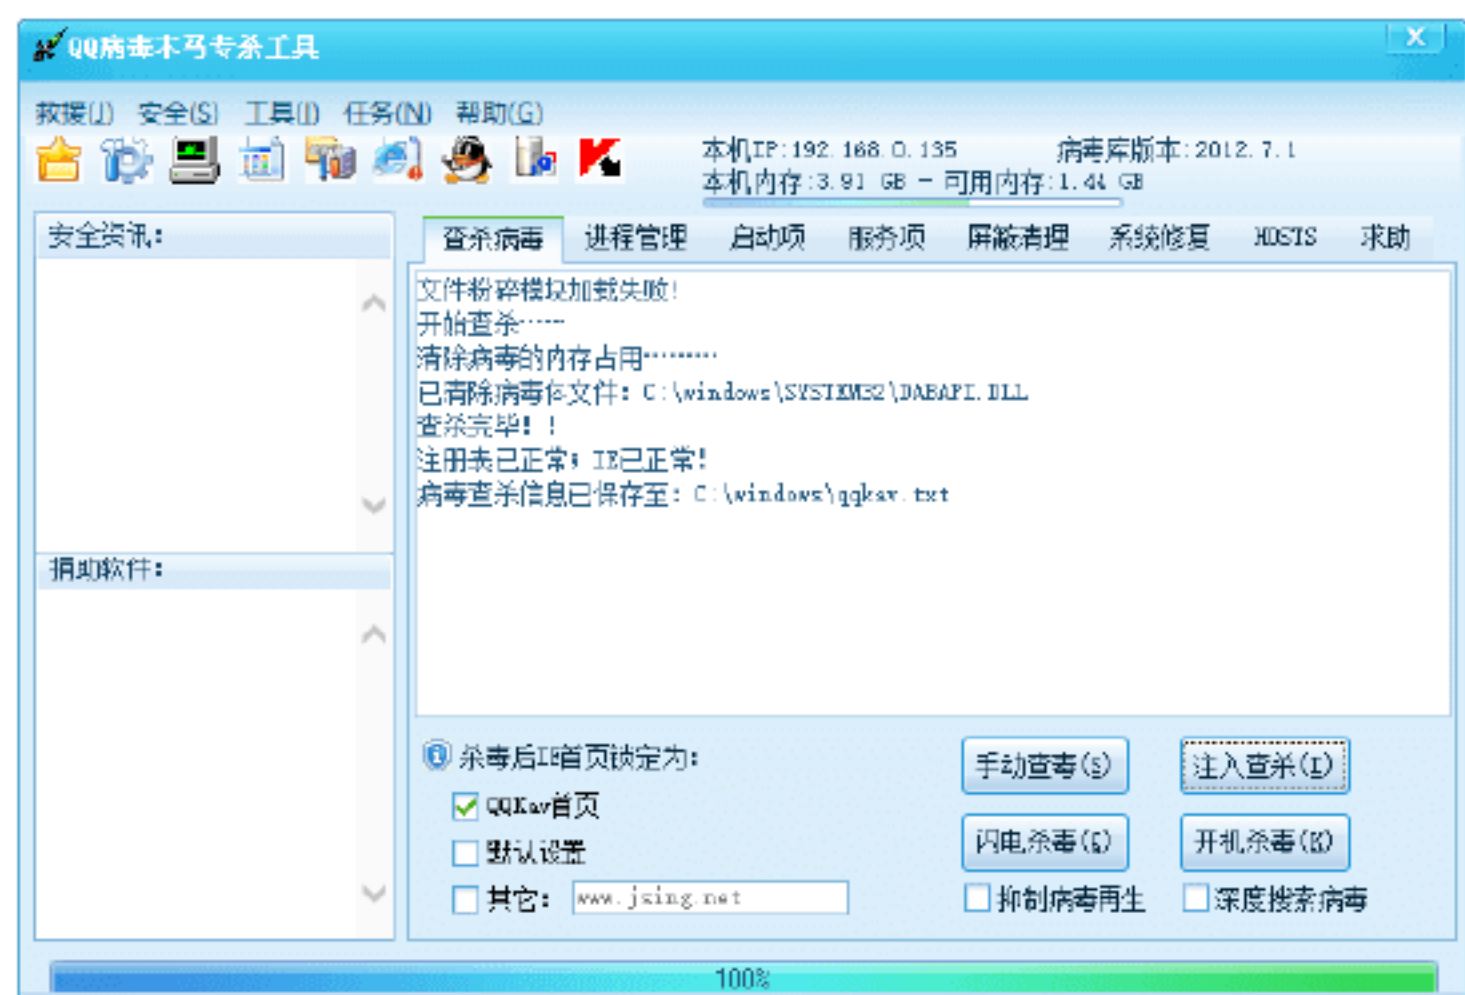 QQ病毒木马专杀工具
X
救援(J) 安全(S) 工具(I) 任务(N) 帮助(G)
本机IP:192.168.0.135 病毒库版本:2012.7.1
本机内存:3.91 GB - 可用内存:1.44 GB
安全资讯:
查杀病毒 进程管理 启动项 服务项 屏蔽清理 系统修复 HOSTS 求助
文件粉碎模块加载失败!
开始查杀……
清除病毒的内存占用………
已清除病毒体文件: C:\windows\SYSTEM32\DABAPI.DLL
查杀完毕!!
注册表已正常; IE已正常!
病毒查杀信息已保存至: C:\windows\qqkav.txt
捐助软件:
杀毒后IE首页锁定为:
QQKav首页
默认设置
其它: www.jsing.net
手动查毒(S) 注入查杀(I)
闪电杀毒 开机杀毒(K)
抑制病毒再生 深度搜索病毒
100%